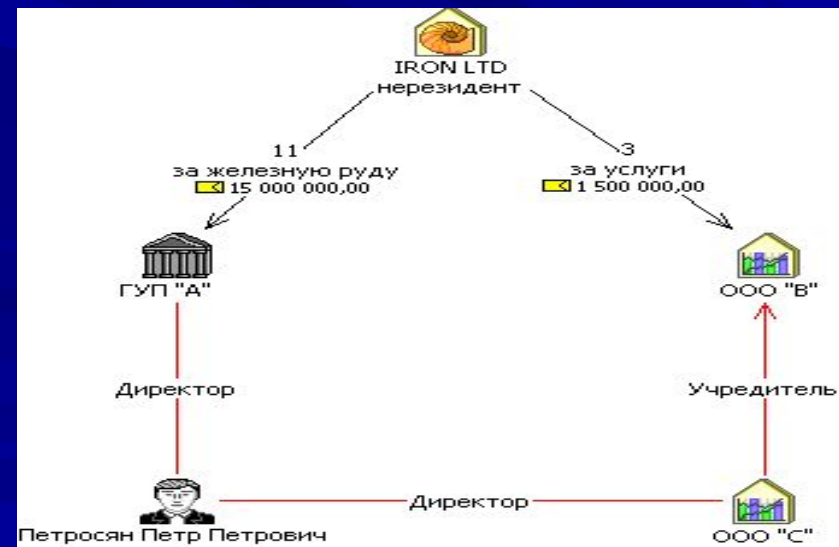 IRON LTD
нерезидент
11
за железную руду
15 000 000,00
3
за услуги
1 500 000,00
ГУП "А"
ООО "В"
Директор
Учредитель
Директор
Петросян Петр Петрович
ООО "С"